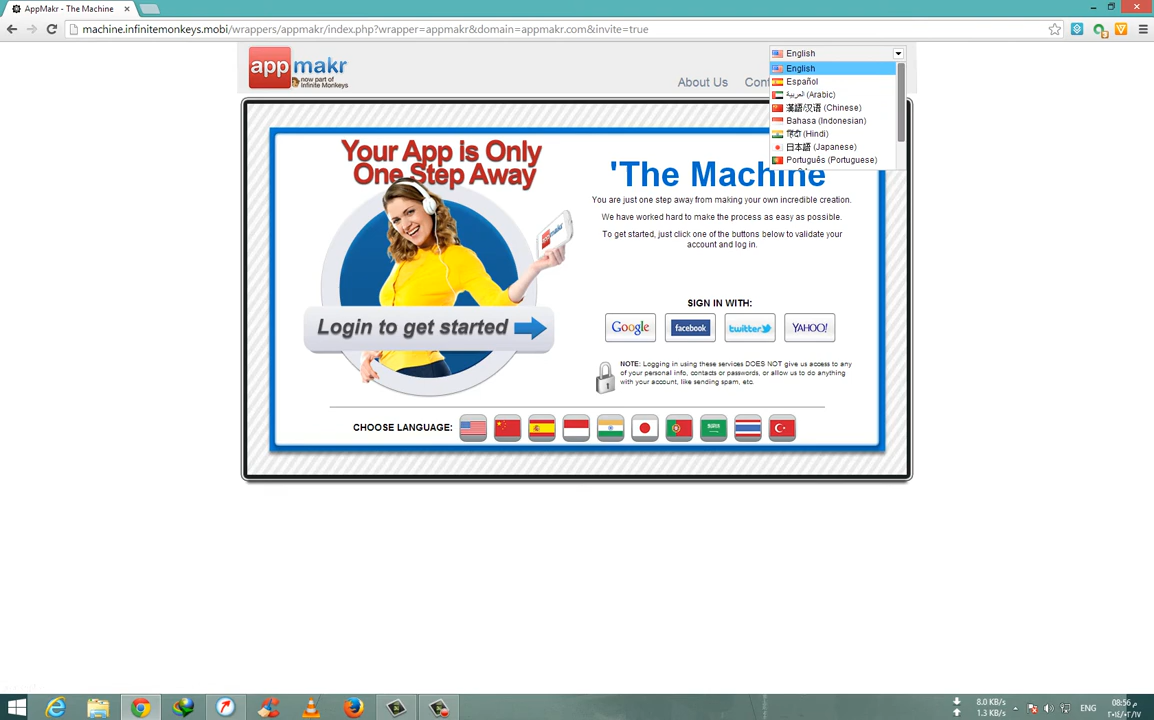 AppMakr - The Machine
machine.infinitemonkeys.mobi/wrappers/appmakr/index.php?wrapper=appmakr&domain=appmakr.com&invite=true
appmakr
now part of
Infinite Monkeys
About Us
English
English
Español
العربية (Arabic)
漢語/汉语 (Chinese)
Bahasa (Indonesian)
हिंदी (Hindi)
日本語 (Japanese)
Português (Portuguese)
Your App is Only
One Step Away
'The Machine
You are just one step away from making your own incredible creation.
We have worked hard to make the process as easy as possible.
To get started, just click one of the buttons below to validate your
account and log in.
appmakr
Login to get started
SIGN IN WITH:
Google
facebook
twitter
YAHOO!
NOTE: Logging in using these services DOES NOT give us access to any
of your personal info, contacts or passwords, or allow us to do anything
with your account, like sending spam, etc.
CHOOSE LANGUAGE:
8.0 KB/s
1.3 KB/s
ENG
08:56 م
٢٠١٤/٠٢/١٧